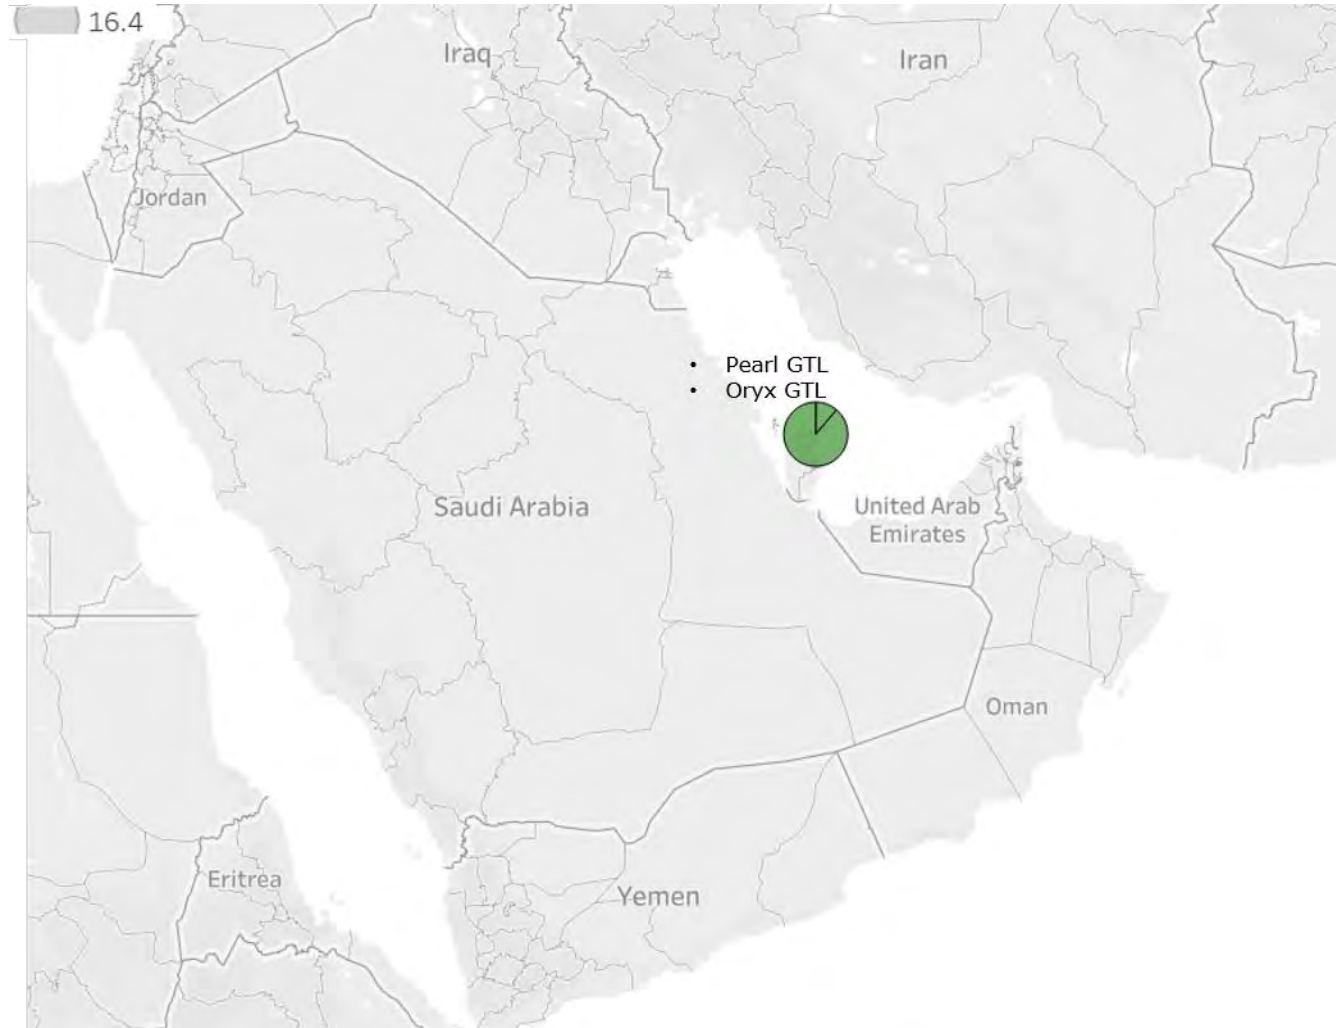 16.4
Iraq
Iran
Jordan
• Pearl GTL
• Oryx GTL
Saudi Arabia
United Arab
Emirates
Oman
Eritrea
Yemen